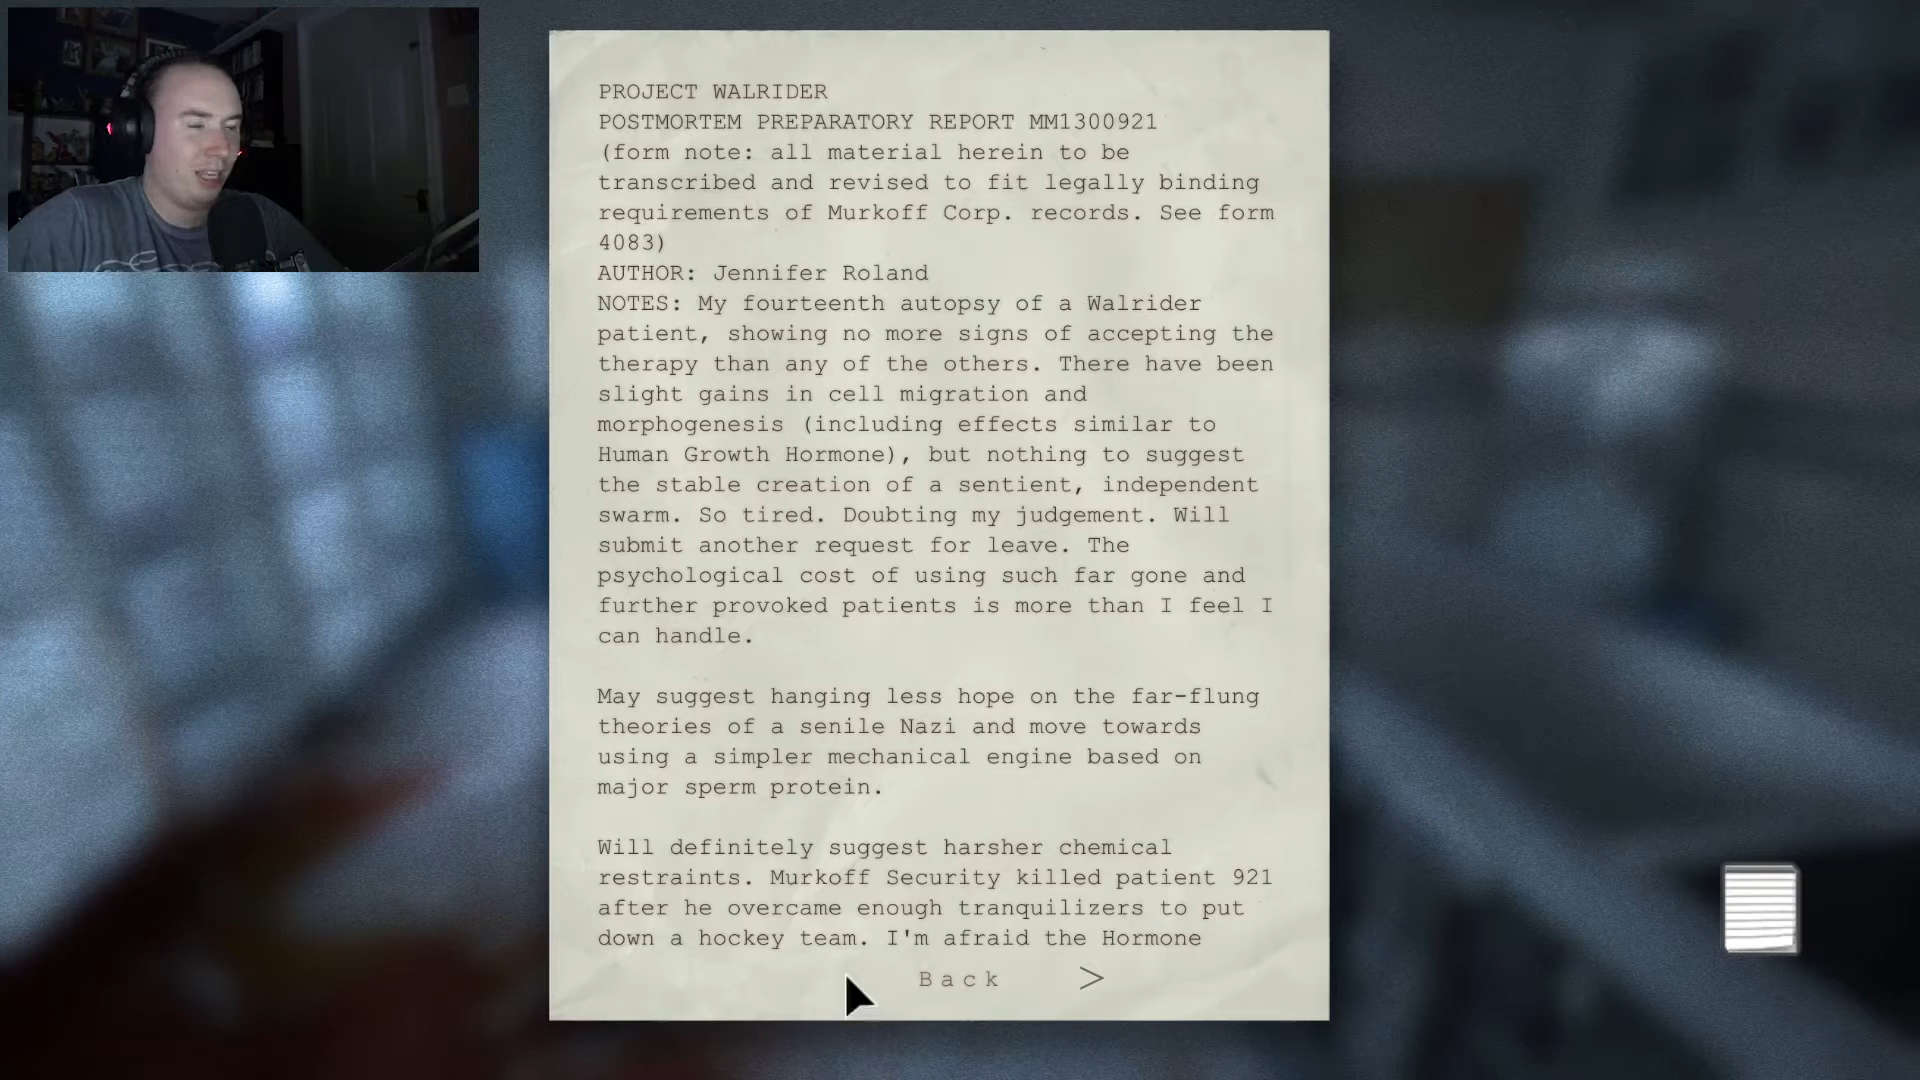 PROJECT WALRIDER
POSTMORTEM PREPARATORY REPORT MM1300921
(form note: all material herein to be
transcribed and revised to fit legally binding
requirements of Murkoff Corp. records. See form
4083)
AUTHOR: Jennifer Roland
NOTES: My fourteenth autopsy of a Walrider
patient, showing no more signs of accepting the
therapy than any of the others. There have been
slight gains in cell migration and
morphogenesis (including effects similar to
Human Growth Hormone), but nothing to suggest
the stable creation of a sentient, independent
swarm. So tired. Doubting my judgement. Will
submit another request for leave. The
psychological cost of using such far gone and
further provoked patients is more than I feel I
can handle.
May suggest hanging less hope on the far-flung
theories of a senile Nazi and move towards
using a simpler mechanical engine based on
major sperm protein.
Will definitely suggest harsher chemical
restraints. Murkoff Security killed patient 921
after he overcame enough tranquilizers to put
down a hockey team. I'm afraid the Hormone
Back >